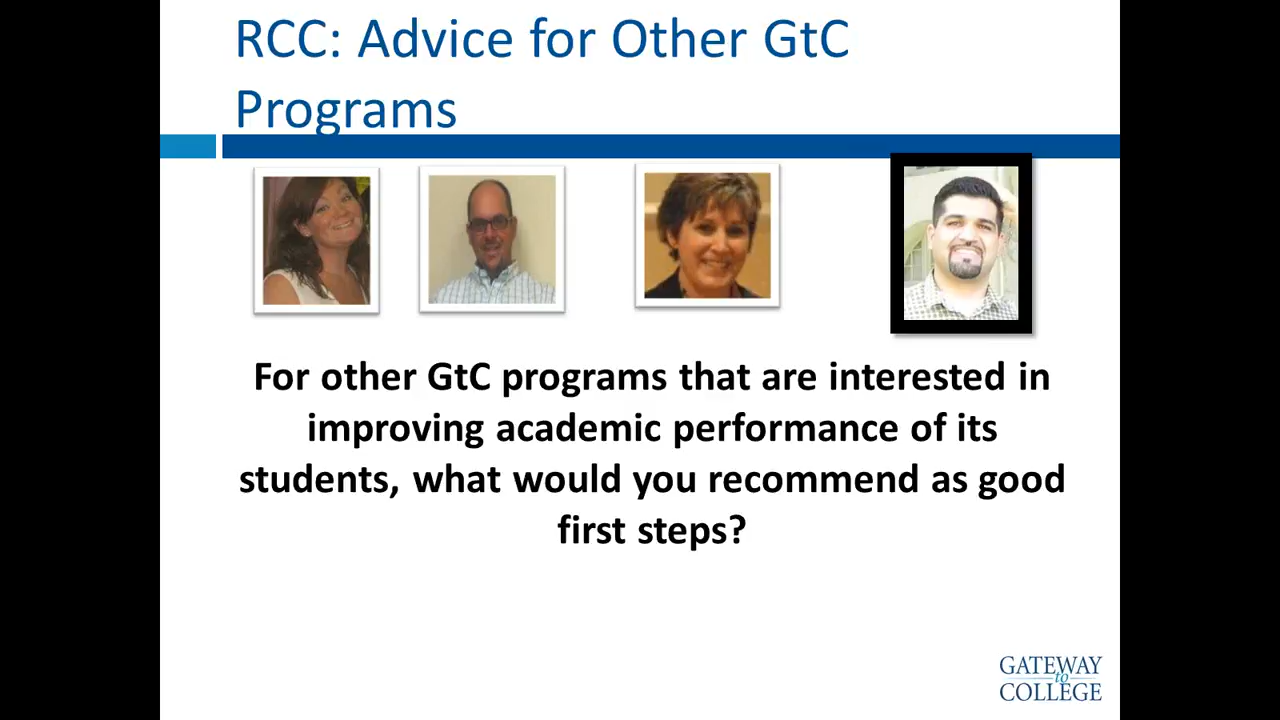 RCC: Advice for Other GtC
Programs
For other GtC programs that are interested in
improving academic performance of its
students, what would you recommend as good
first steps?
GATEWAY
to
COLLEGE